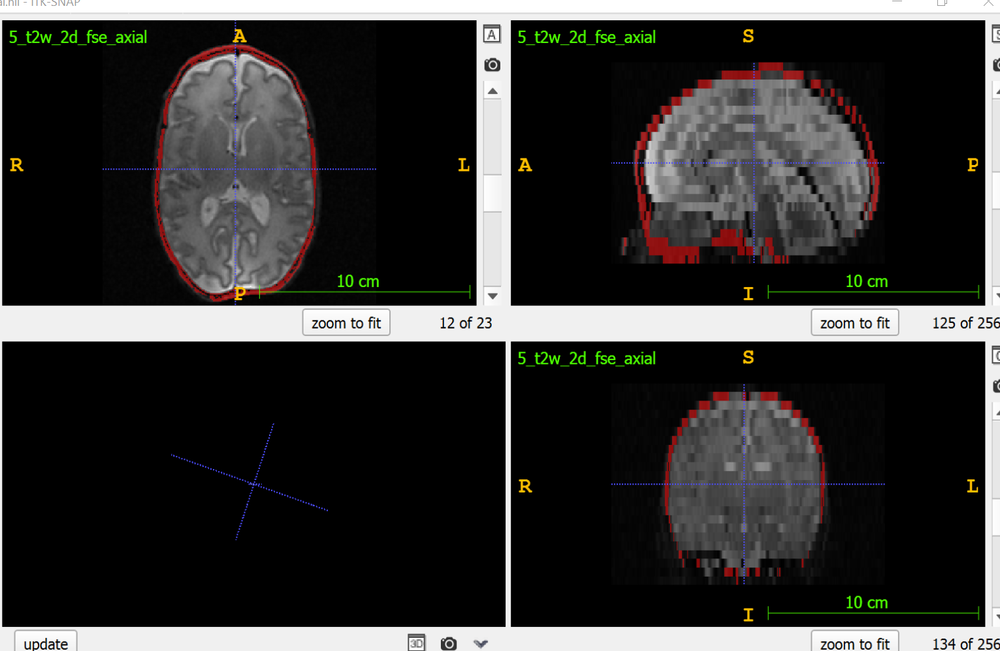 al.nii - ITK-SNAP
5_t2w_2d_fse_axial
A
R
L
P
10 cm
A
zoom to fit
12 of 23
5_t2w_2d_fse_axial
S
A
P
I
10 cm
zoom to fit
125 of 256
update
3D
5_t2w_2d_fse_axial
S
R
L
I
10 cm
zoom to fit
134 of 256